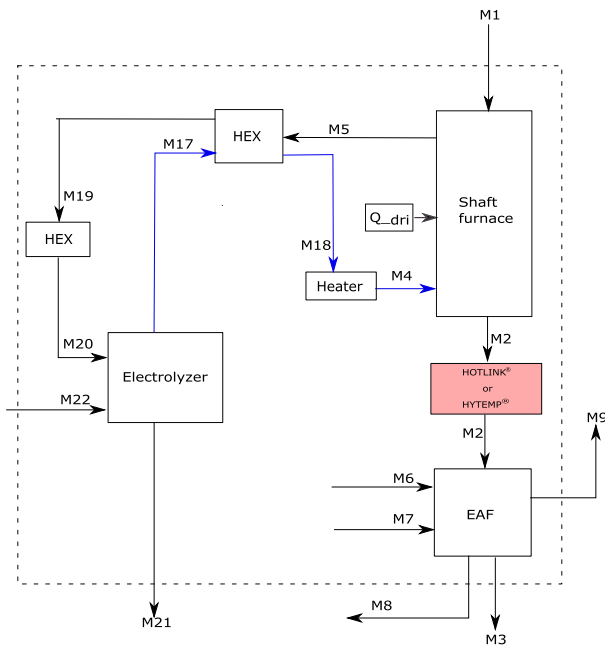 M1
HEX
M17
M5
Shaft
furnace
M19
Q_dri
HEX
M18
M4
Heater
M20
M2
Electrolyzer
HOTLINK®
or
HYTEMP®
M22
M2
M9
M6
M7
EAF
M8
M21
M3